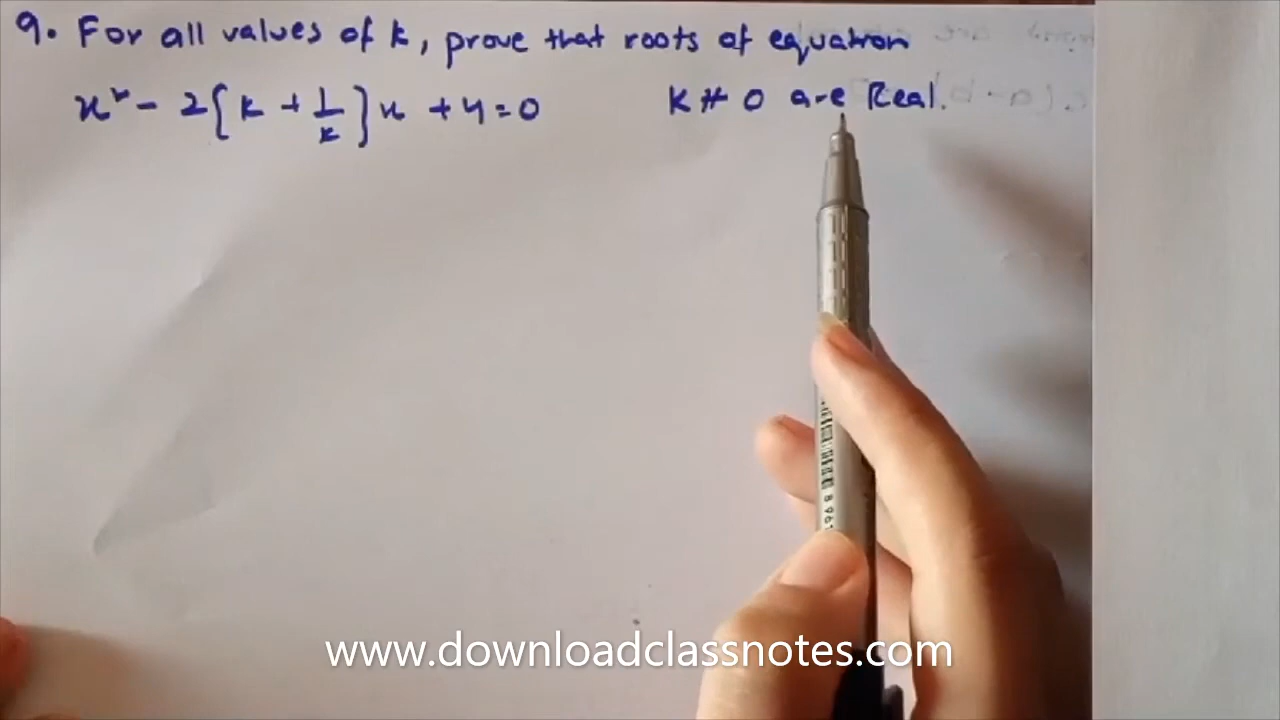 9. For all values of k, prove that roots of equation
x² - 2{k + 1/k}x + 4 = 0 k ≠ 0 are Real.
www.downloadclassnotes.com